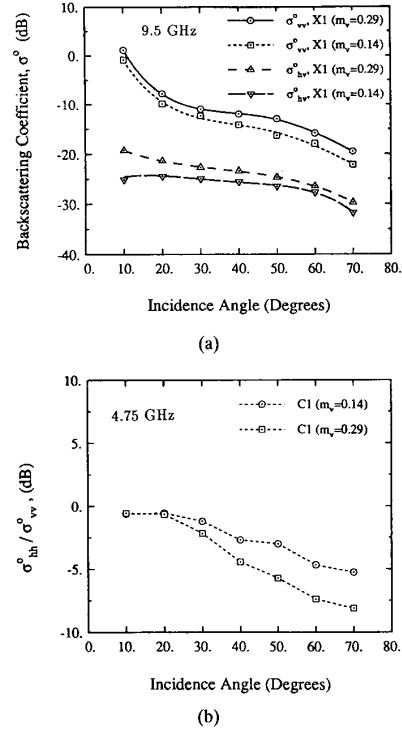 10.
0.
-10.
-20.
-30.
-40.
0. 10. 20. 30. 40. 50. 60. 70. 80.
Backscattering Coefficient, σ° (dB)
9.5 GHz
σ°vv, X1 (mv=0.29)
σ°vv, X1 (mv=0.14)
σ°hv, X1 (mv=0.29)
σ°hv, X1 (mv=0.14)
Incidence Angle (Degrees)
(a)
10.
5.
0.
-5.
-10.
0. 10. 20. 30. 40. 50. 60. 70. 80.
σ°hh / σ°vv , (dB)
4.75 GHz
C1 (mv=0.14)
C1 (mv=0.29)
Incidence Angle (Degrees)
(b)